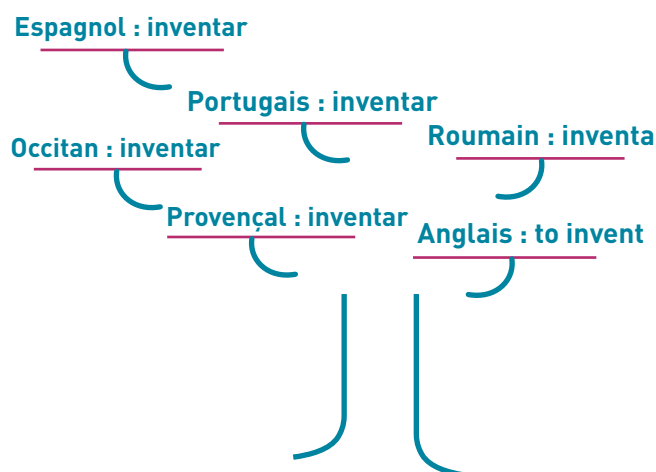 Espagnol : inventar
Portugais : inventar
Roumain : inventa
Occitan : inventar
Provençal : inventar
Anglais : to invent